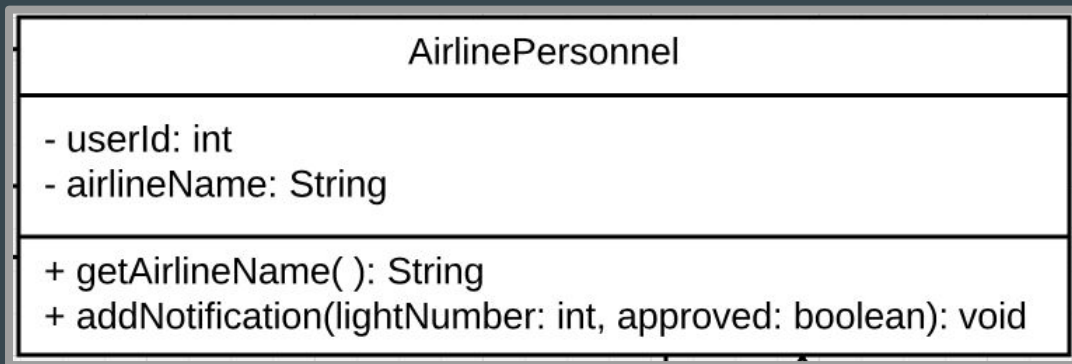 AirlinePersonnel
- userId: int
- airlineName: String
+ getAirlineName( ): String
+ addNotification(lightNumber: int, approved: boolean): void